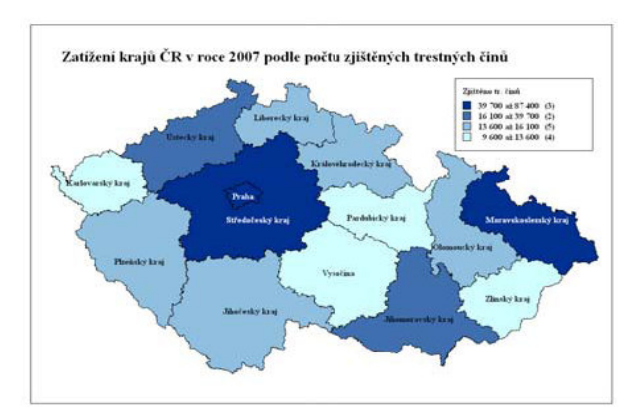 Zatížení krajů ČR v roce 2007 podle počtu zjištěných trestných činů
Zjištěno tr. činů
39 700 až 87 400 (3)
16 100 až 39 700 (2)
13 600 až 16 100 (5)
9 600 až 13 600 (4)
Liberecký kraj
Ústecký kraj
Královéhradecký kraj
Karlovarský kraj
Praha
Středočeský kraj
Pardubický kraj
Moravskoslezský kraj
Olomoucký kraj
Plzeňský kraj
Vysočina
Zlínský kraj
Jihočeský kraj
Jihomoravský kraj